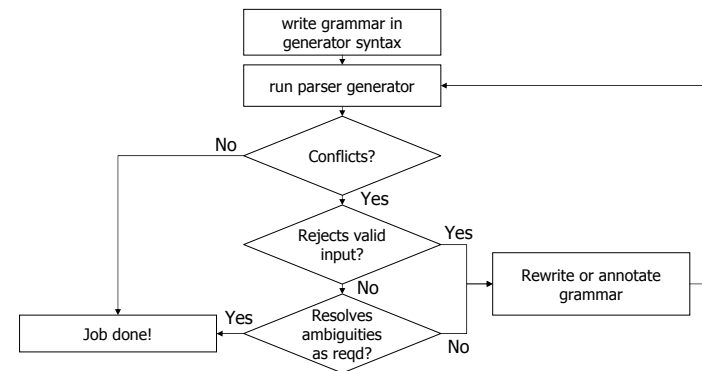 write grammar in
generator syntax
run parser generator
No
Conflicts?
Yes
Rejects valid
input?
Yes
No
Rewrite or annotate
grammar
Job done!
Yes
Resolves
ambiguities
as reqd?
No